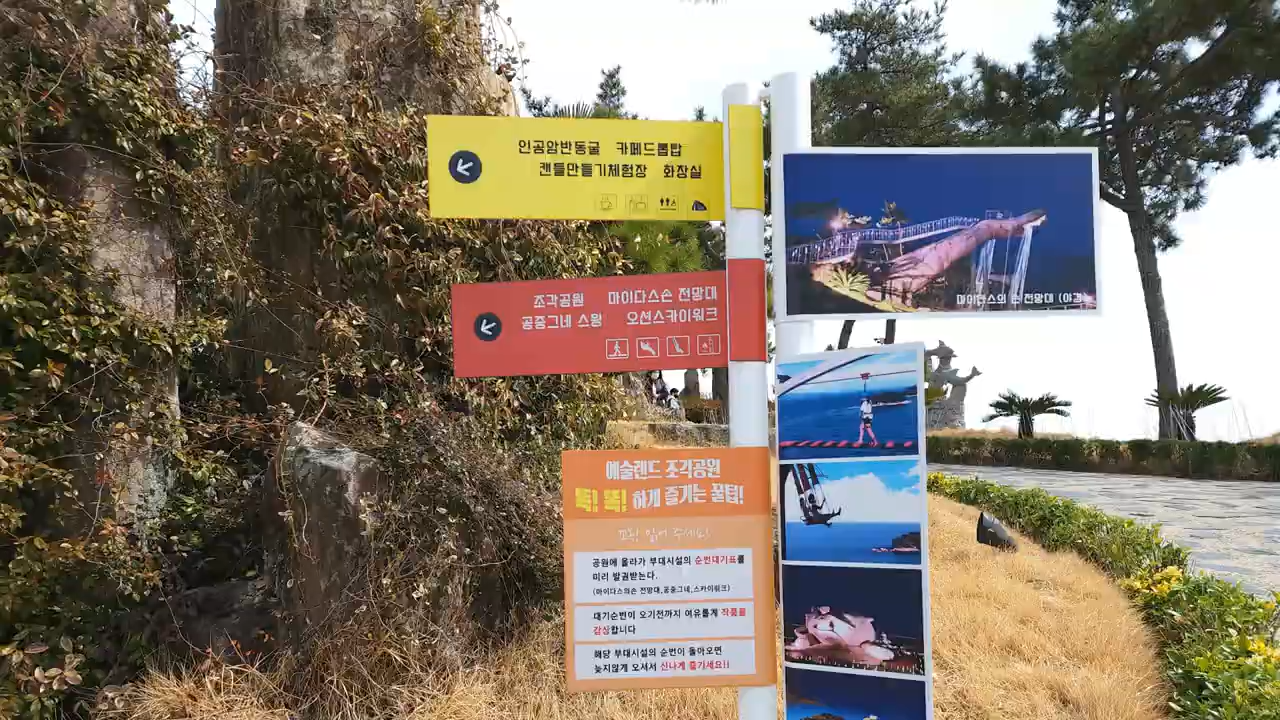 인공암반동굴 카페드롭탑
캔들만들기체험장 화장실
조각공원 마이다스손 전망대
공중그네 스윙 오션스카이워크
마이다스의 손 전망대 (야경)
예술랜드 조각공원
똑! 똑! 하게 즐기는 꿀팁!
꼬옥! 읽어 주세요!
공원에 올라가 부대시설의 순번대기표를
미리 발권받는다.
(마이다스의손 전망대,공중그네,스카이워크)
대기순번이 오기전까지 여유롭게 작품을
감상합니다
해당 부대시설의 순번이 돌아오면
늦지않게 오셔서 신나게 즐기세요!!